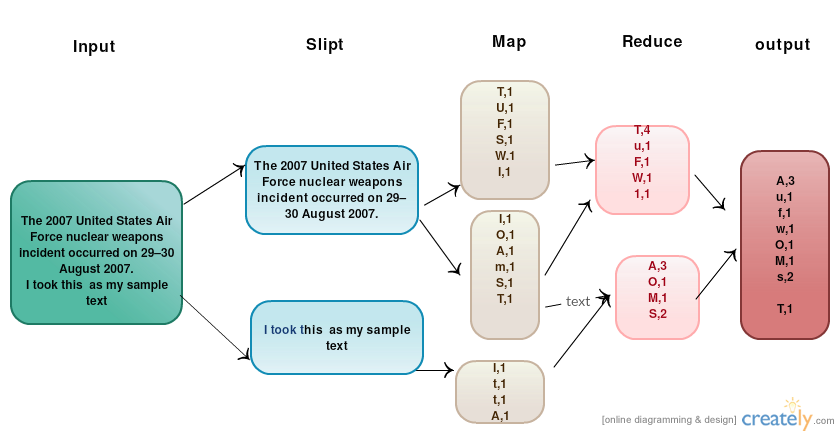 Input
Slipt
Map
Reduce
output
The 2007 United States Air
Force nuclear weapons
incident occurred on 29–30
August 2007.
I took this as my sample
text
The 2007 United States Air
Force nuclear weapons
incident occurred on 29–
30 August 2007.
I took this as my sample
text
T,1
U,1
F,1
S,1
W.1
I,1
I,1
O,1
A,1
m,1
S,1
T,1
I,1
t,1
t,1
A,1
T,4
u,1
F,1
W,1
1,1
text
A,3
O,1
M,1
S,2
A,3
u,1
f,1
w,1
O,1
M,1
s,2
T,1
[online diagramming & design] creately.com